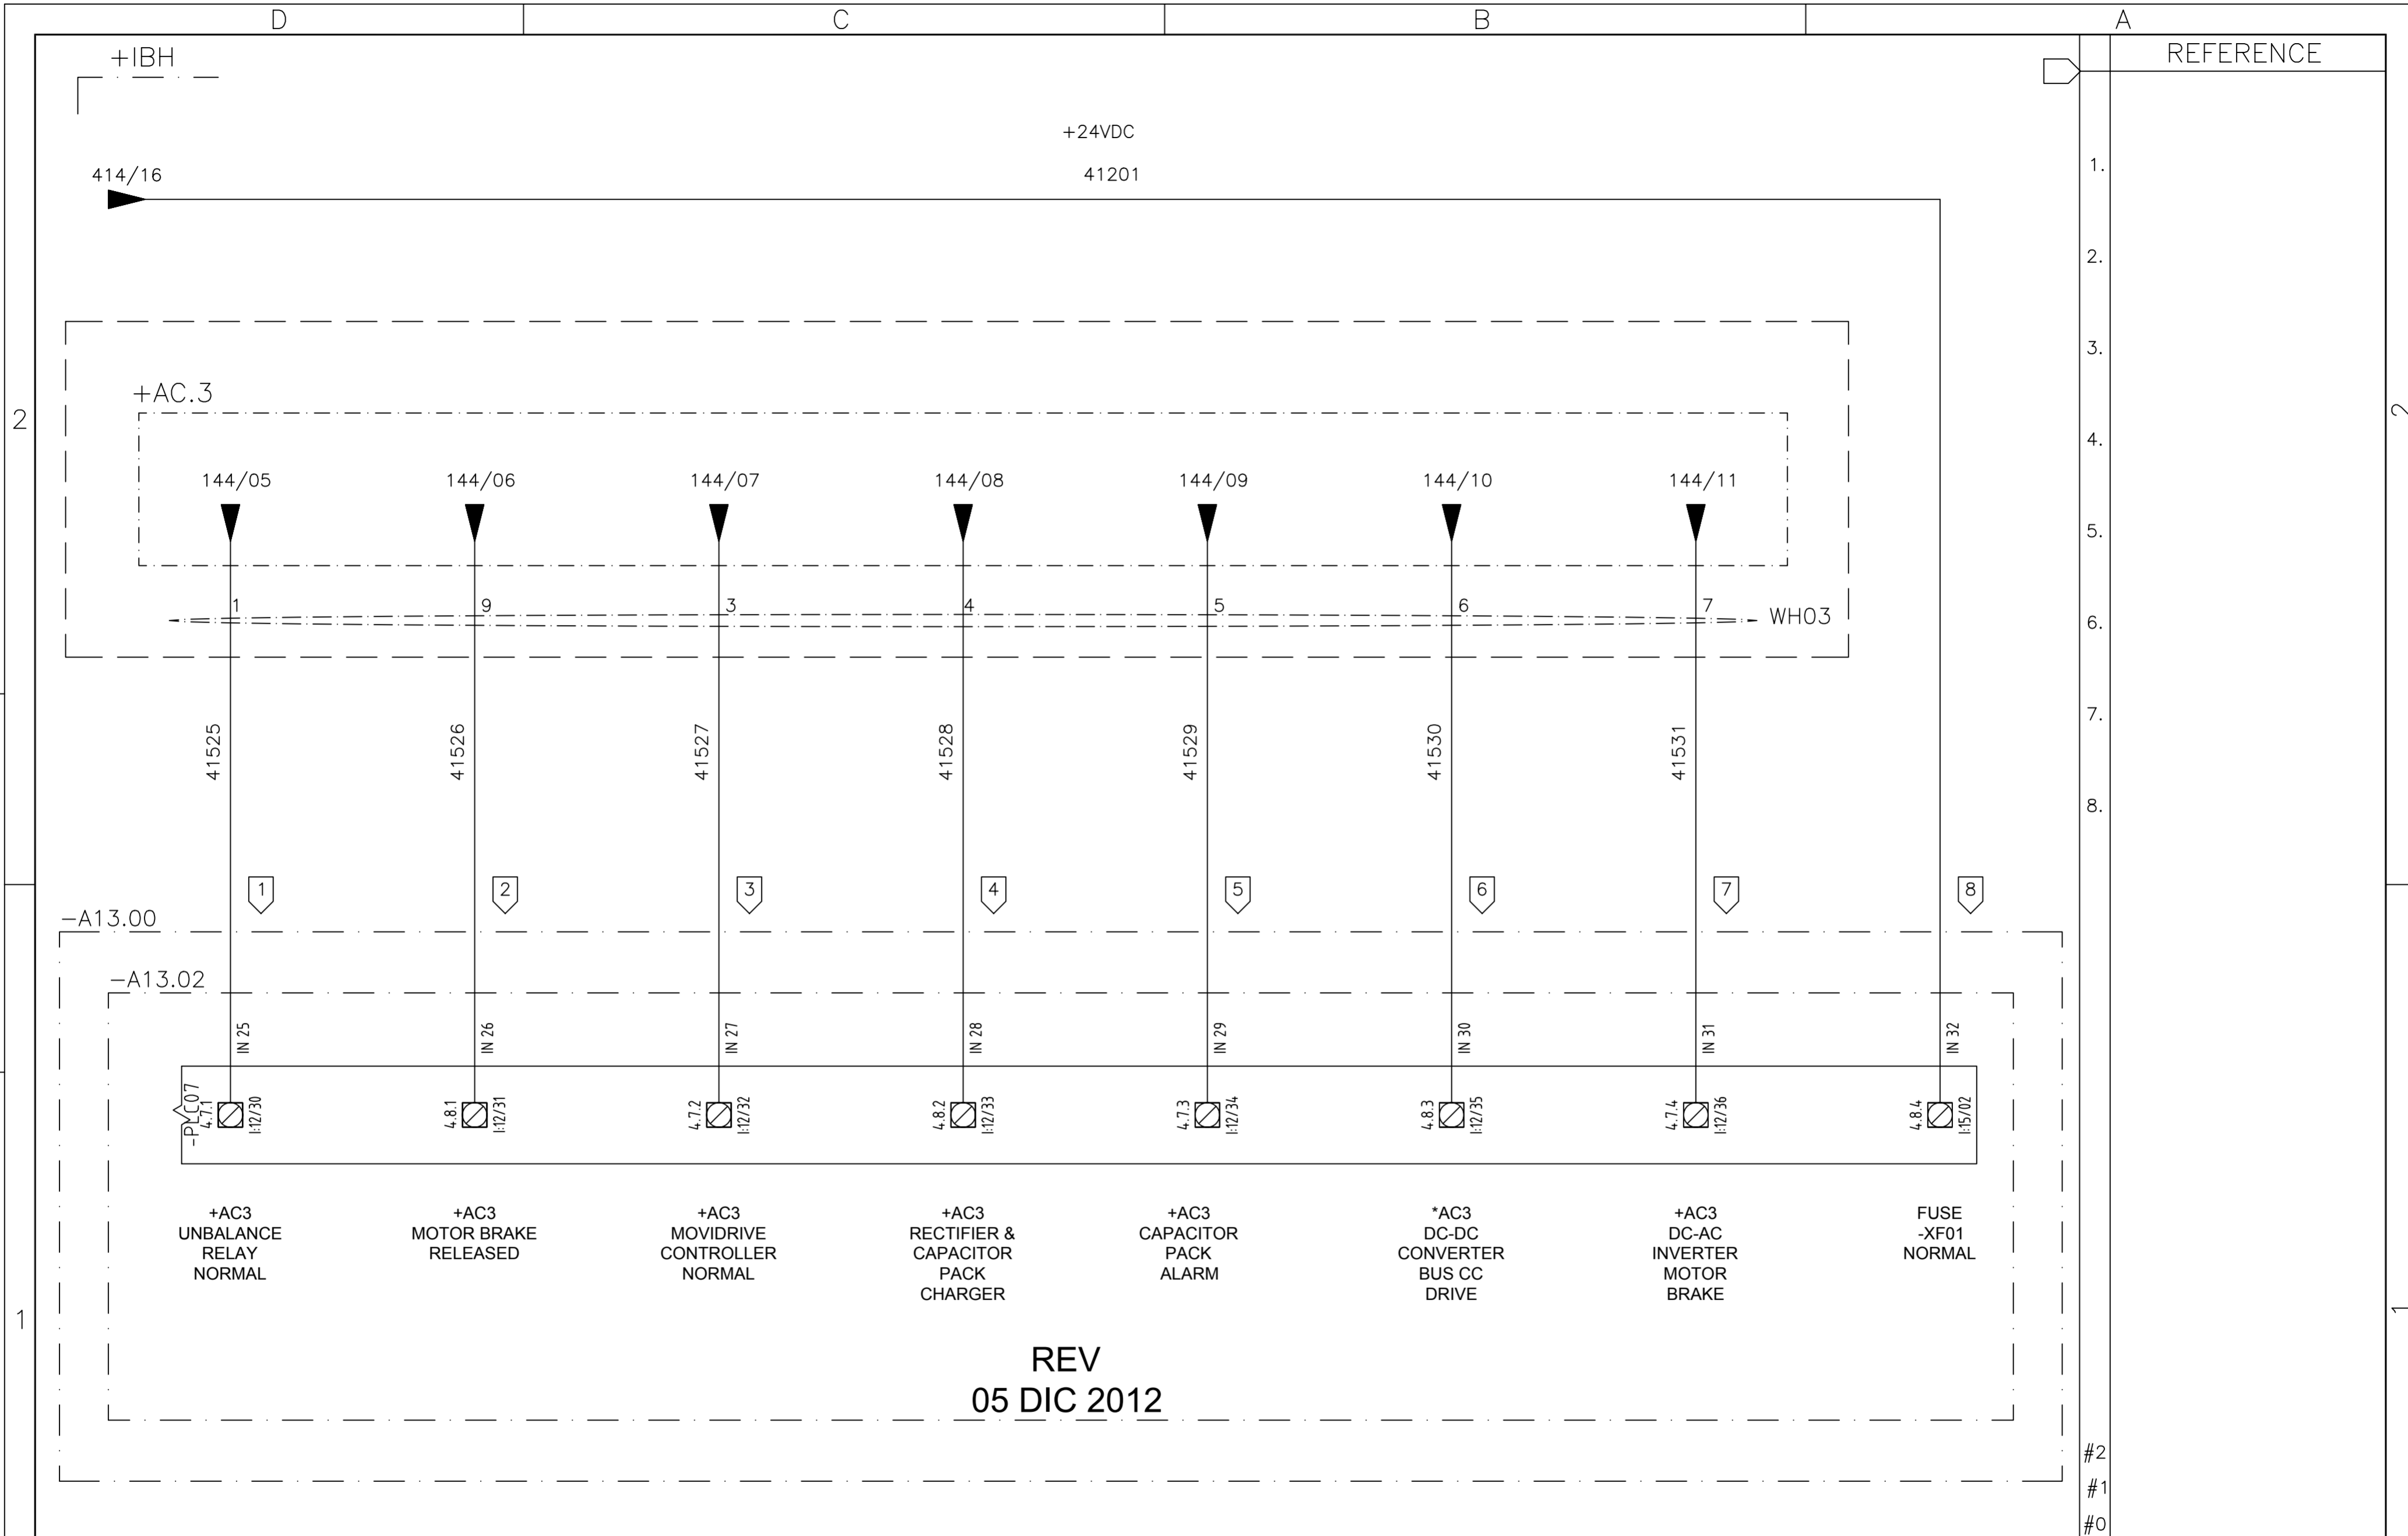 D
C
B
A
+IBH
REFERENCE
+24VDC
414/16
41201
1.
2.
3.
4.
5.
6.
7.
8.
2
2
+AC.3
144/05
144/06
144/07
144/08
144/09
144/10
144/11
1
9
3
4
5
6
7
WH03
41525
41526
41527
41528
41529
41530
41531
1
2
3
4
5
6
7
8
-A13.00
-A13.02
IN 25
IN 26
IN 27
IN 28
IN 29
IN 30
IN 31
IN 32
-PLC07
4.7.1
I:12/30
4.8.1
I:12/31
4.7.2
I:12/32
4.8.2
I:12/33
4.7.3
I:12/34
4.8.3
I:12/35
4.7.4
I:12/36
4.8.4
I:15/02
+AC3
UNBALANCE
RELAY
NORMAL
+AC3
MOTOR BRAKE
RELEASED
+AC3
MOVIDRIVE
CONTROLLER
NORMAL
+AC3
RECTIFIER &
CAPACITOR
PACK
CHARGER
+AC3
CAPACITOR
PACK
ALARM
*AC3
DC-DC
CONVERTER
BUS CC
DRIVE
+AC3
DC-AC
INVERTER
MOTOR
BRAKE
FUSE
-XF01
NORMAL
1
1
REV
05 DIC 2012
#2
#1
#0